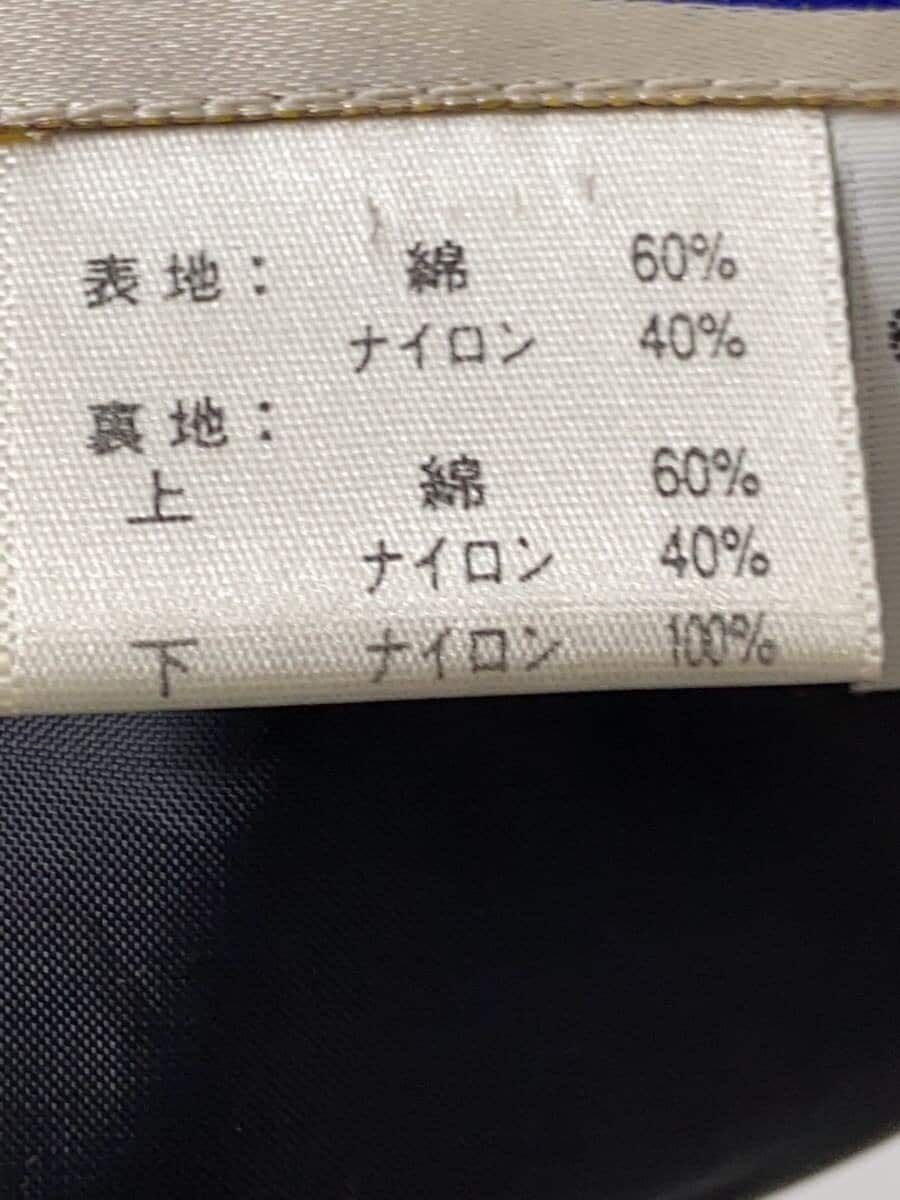 表地: 綿 60%
ナイロン 40%
裏地:
上 綿 60%
ナイロン 40%
下 ナイロン 100%